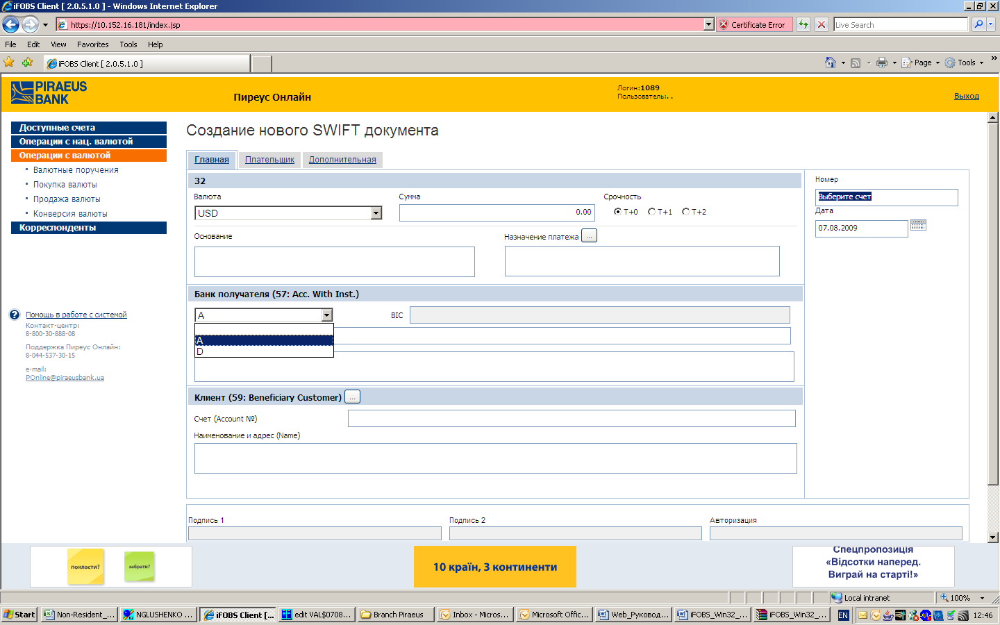 iFOBS Client [ 2.0.5.1.0 ] - Windows Internet Explorer
https://10.152.16.181/index.jsp
Certificate Error
Live Search
File Edit View Favorites Tools Help
iFOBS Client [ 2.0.5.1.0 ]
Page Tools
PIRAEUS BANK
Пиреус Онлайн
Логин:1089
Пользователь:. .
Выход
Доступные счета
Операции с нац. валютой
Операции с валютой
Валютные поручения
Покупка валюты
Продажа валюты
Конверсия валюты
Корреспонденты
? Помощь в работе с системой
Контакт-центр:
8-800-30-888-08
Поддержка Пиреус Онлайн:
8-044-537-30-15
e-mail:
POnline@piraeusbank.ua
Создание нового SWIFT документа
Главная Плательщик Дополнительная
32
Валюта Сумма Срочность
USD 0.00 T+0 T+1 T+2
Основание Назначение платежа ...
Банк получателя (57: Acc. With Inst.)
A BIC
A
D
Клиент (59: Beneficiary Customer) ...
Счет (Account №)
Наименование и адрес (Name)
Номер
Выберите счет
Дата
07.08.2009
Подпись 1 Подпись 2 Авторизация
покласти? забрати?
10 країн, 3 континенти
Спецпропозиція
«Відсотки наперед.
Виграй на старті!»
Local intranet 100%
Start Non-Resident_... NGLUSHENKO ... iFOBS Client [... edit VAL$0708... Branch Piraeus Inbox - Micros... Microsoft Offic... Web_Руковод... iFOBS_Win32_... iFOBS_Win32_... EN 12:46